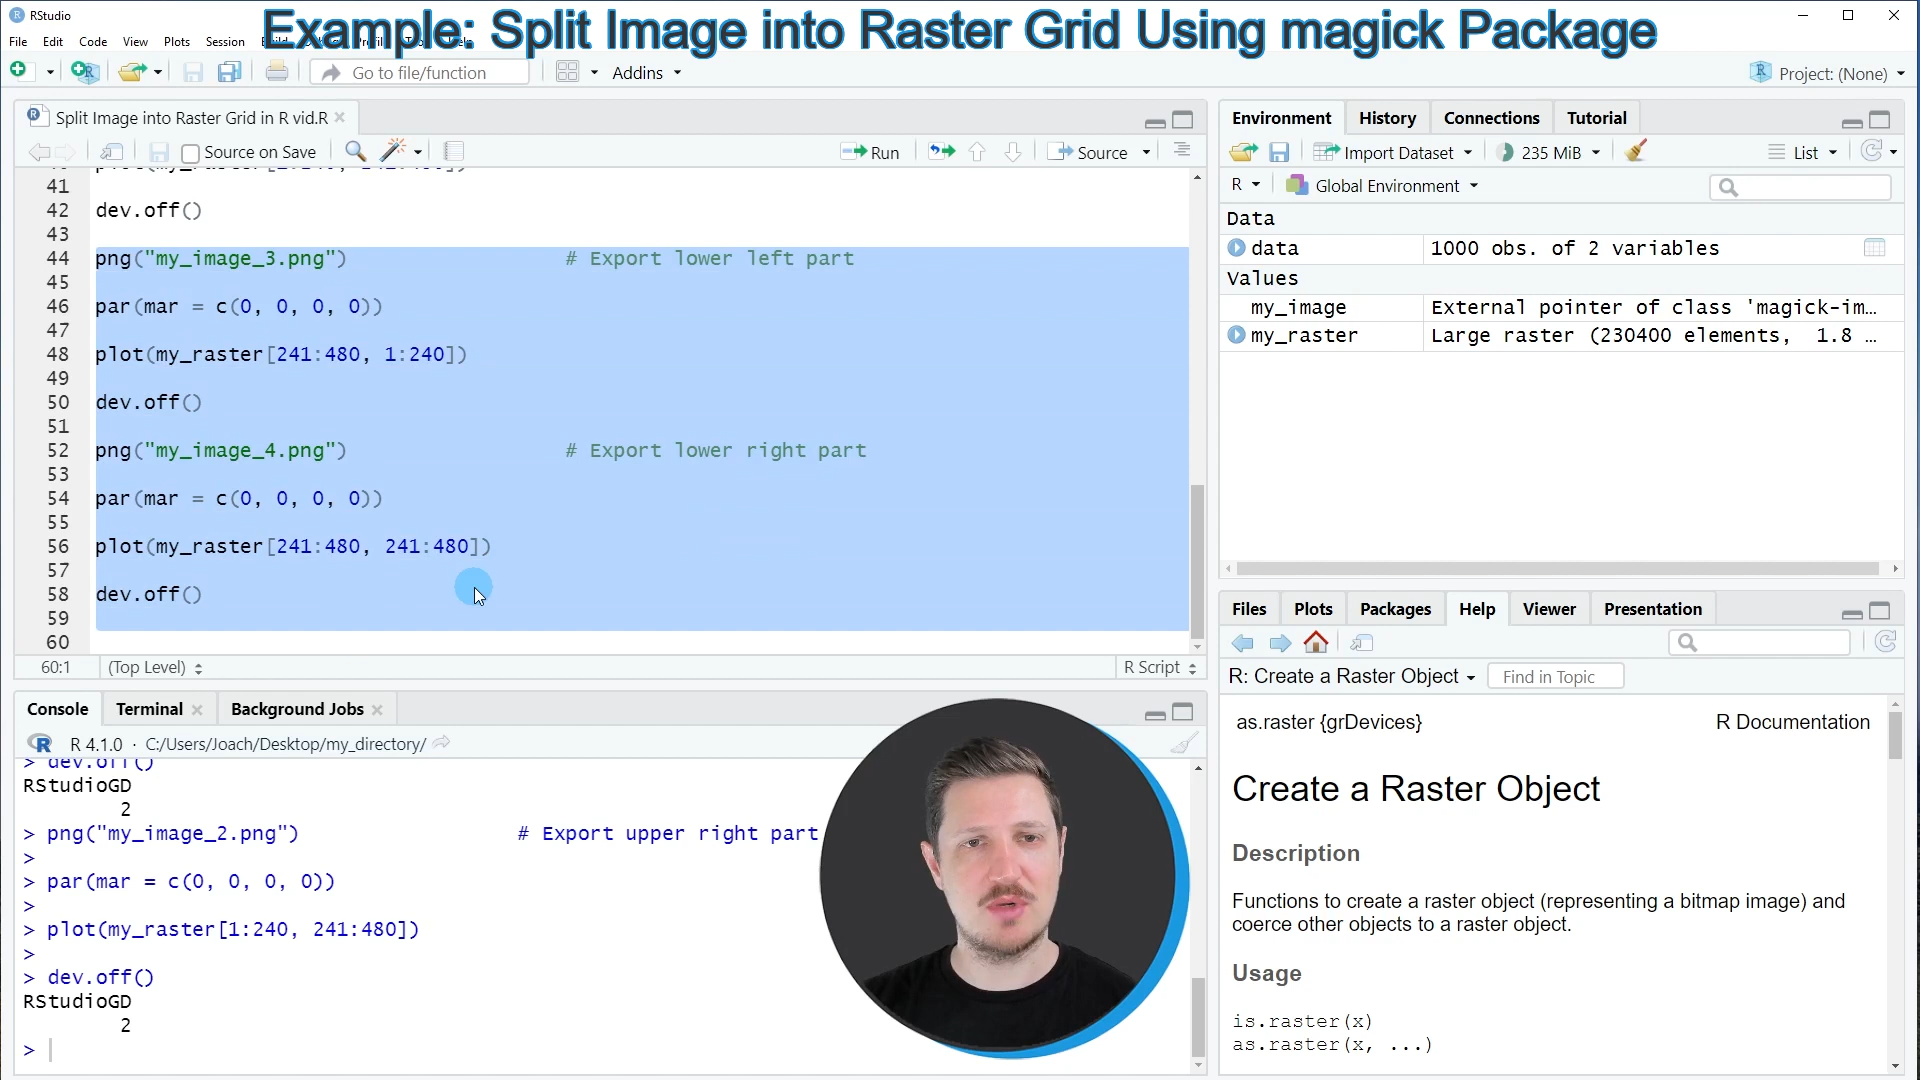 RStudio
Example: Split Image into Raster Grid Using magick Package
File Edit Code View Plots Session
Go to file/function
Addins
Project: (None)
Split Image into Raster Grid in R vid.R
Source on Save
Run
Source
41
42 dev.off()
43
44 png("my_image_3.png") # Export lower left part
45
46 par(mar = c(0, 0, 0, 0))
47
48 plot(my_raster[241:480, 1:240])
49
50 dev.off()
51
52 png("my_image_4.png") # Export lower right part
53
54 par(mar = c(0, 0, 0, 0))
55
56 plot(my_raster[241:480, 241:480])
57
58 dev.off()
59
60
60:1 (Top Level) R Script
Console Terminal Background Jobs
R 4.1.0 · C:/Users/Joach/Desktop/my_directory/
> dev.off()
RStudioGD
2
> png("my_image_2.png") # Export upper right part
>
> par(mar = c(0, 0, 0, 0))
>
> plot(my_raster[1:240, 241:480])
>
> dev.off()
RStudioGD
2
>
Environment History Connections Tutorial
Import Dataset 235 MiB List
R Global Environment
Data
data 1000 obs. of 2 variables
Values
my_image External pointer of class 'magick-im…
my_raster Large raster (230400 elements, 1.8 …
Files Plots Packages Help Viewer Presentation
R: Create a Raster Object Find in Topic
as.raster {grDevices} R Documentation
Create a Raster Object
Description
Functions to create a raster object (representing a bitmap image) and
coerce other objects to a raster object.
Usage
is.raster(x)
as.raster(x, ...)